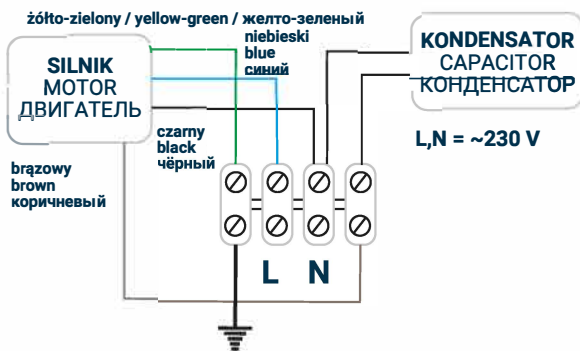 żółto-zielony / yellow-green / желто-зеленый
niebieski
blue
синий
SILNIK
MOTOR
ДВИГАТЕЛЬ
KONDENSATOR
CAPACITOR
КОНДЕНСАТОР
czarny
black
чёрный
L,N = ~230 V
brązowy
brown
коричневый
L N